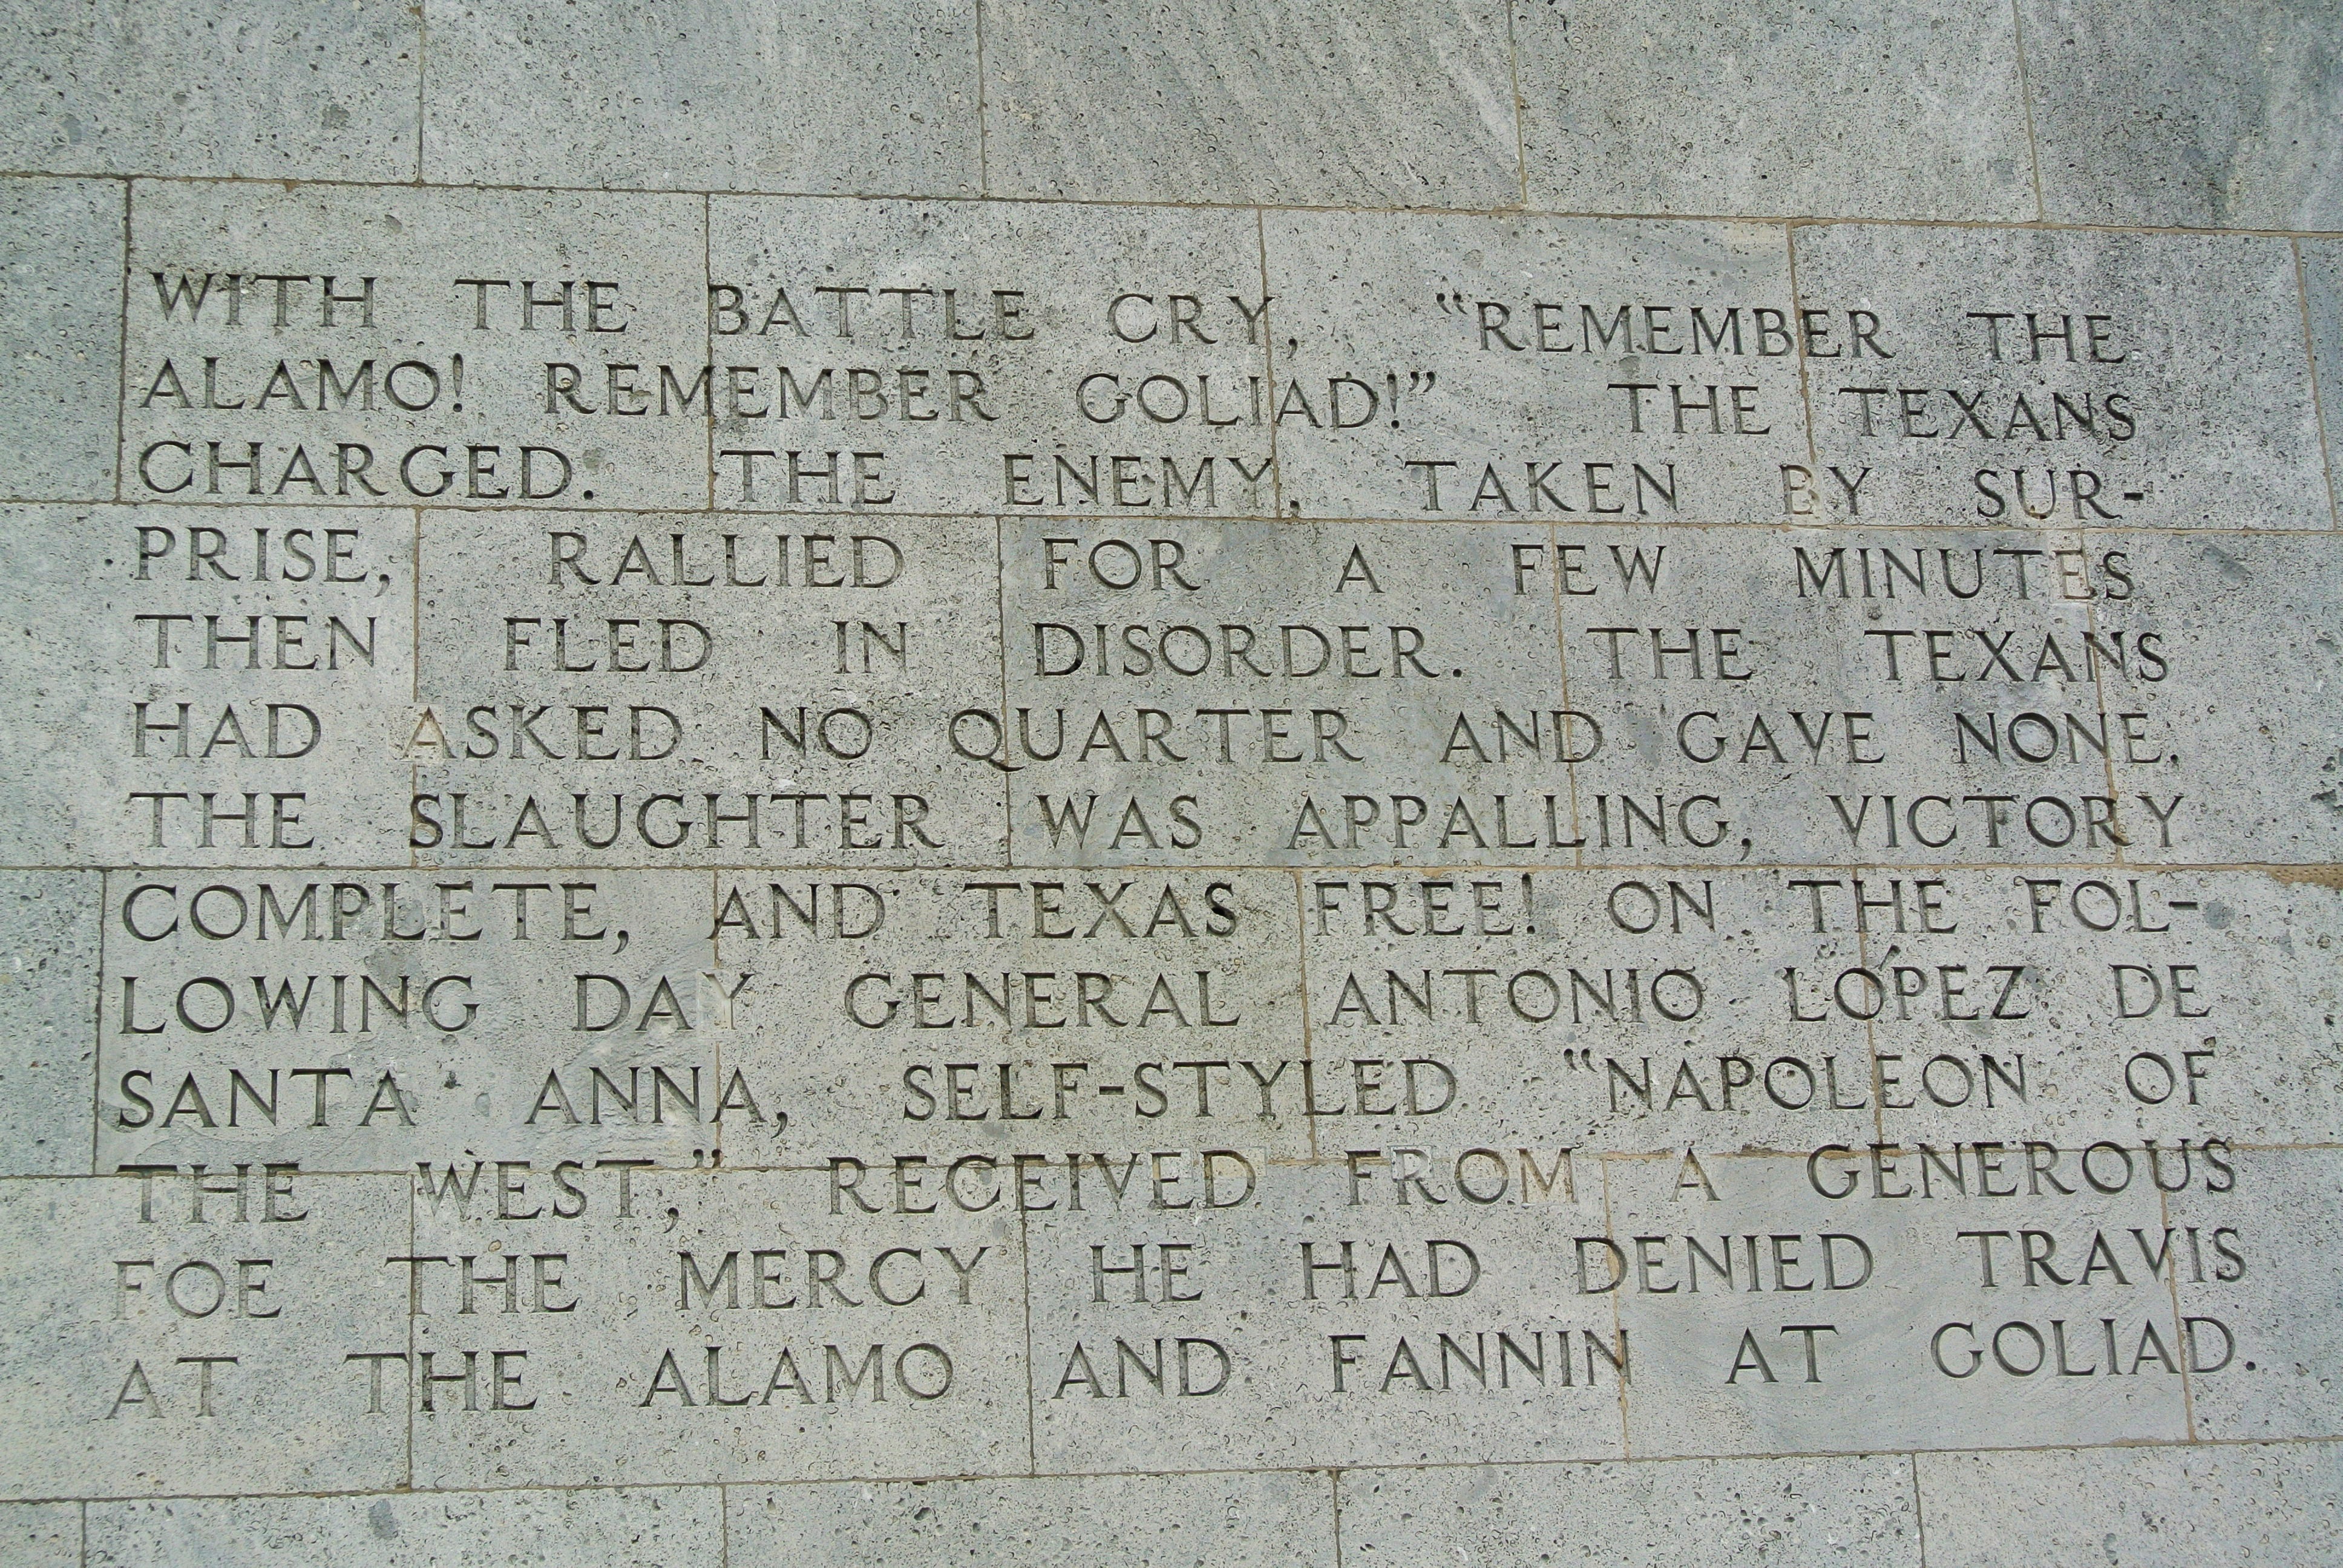 WITH THE BATTLE CRY, “REMEMBER THE
ALAMO! REMEMBER GOLIAD!” THE TEXANS
CHARGED. THE ENEMY, TAKEN BY SUR-
PRISE, RALLIED FOR A FEW MINUTES
THEN FLED IN DISORDER. THE TEXANS
HAD ASKED NO QUARTER AND GAVE NONE.
THE SLAUGHTER WAS APPALLING, VICTORY
COMPLETE, AND TEXAS FREE! ON THE FOL-
LOWING DAY GENERAL ANTONIO LÓPEZ DE
SANTA ANNA, SELF-STYLED “NAPOLEON OF
THE WEST,” RECEIVED FROM A GENEROUS
FOE THE MERCY HE HAD DENIED TRAVIS
AT THE ALAMO AND FANNIN AT GOLIAD.